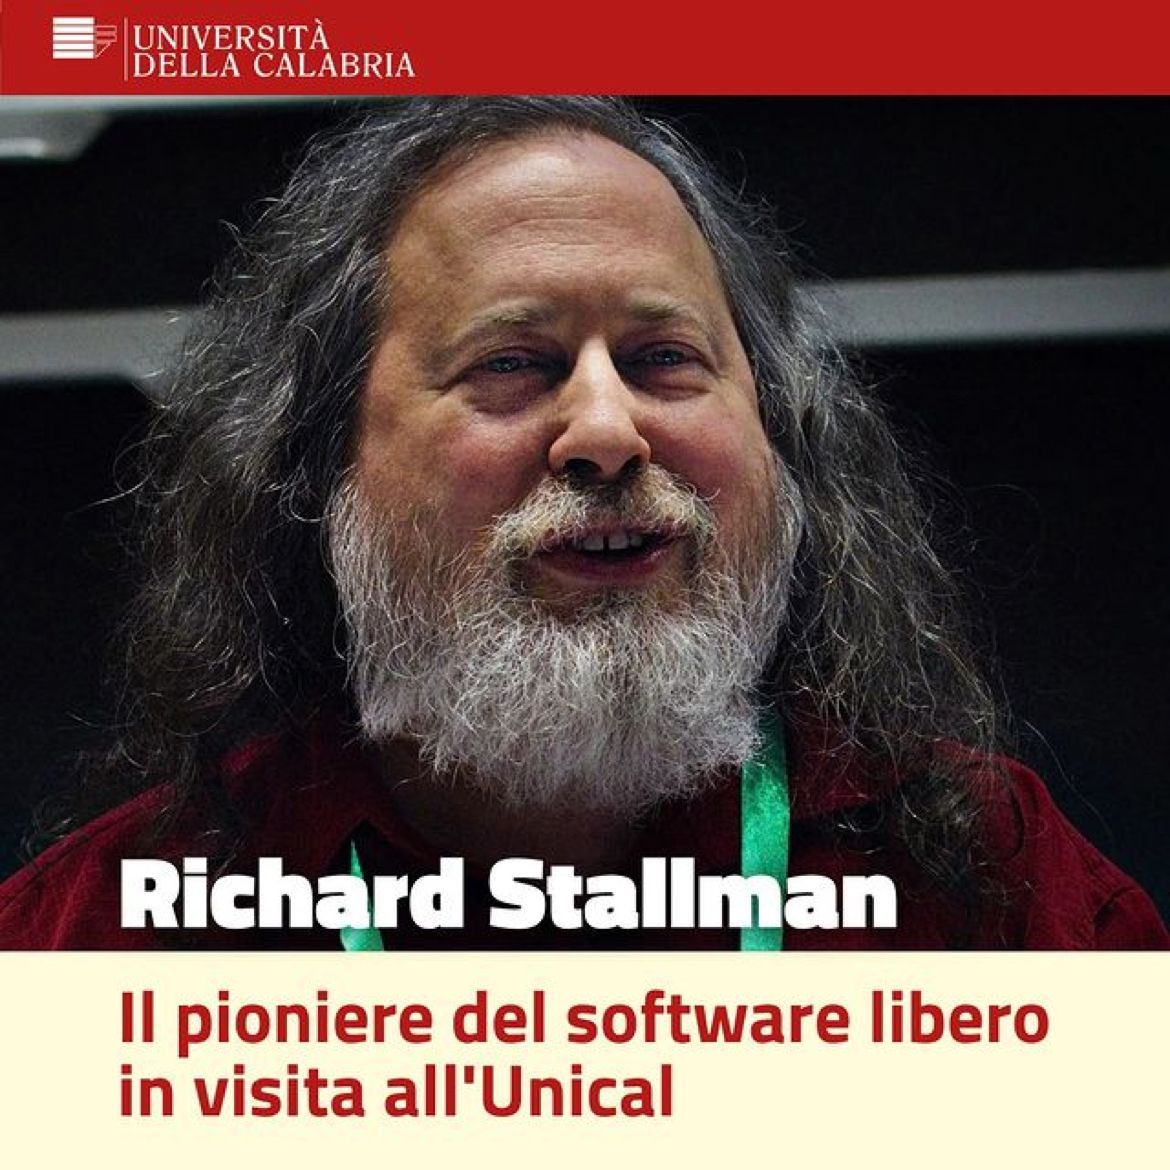 UNIVERSITÀ
DELLA CALABRIA
Richard Stallman
Il pioniere del software libero
in visita all'Unical